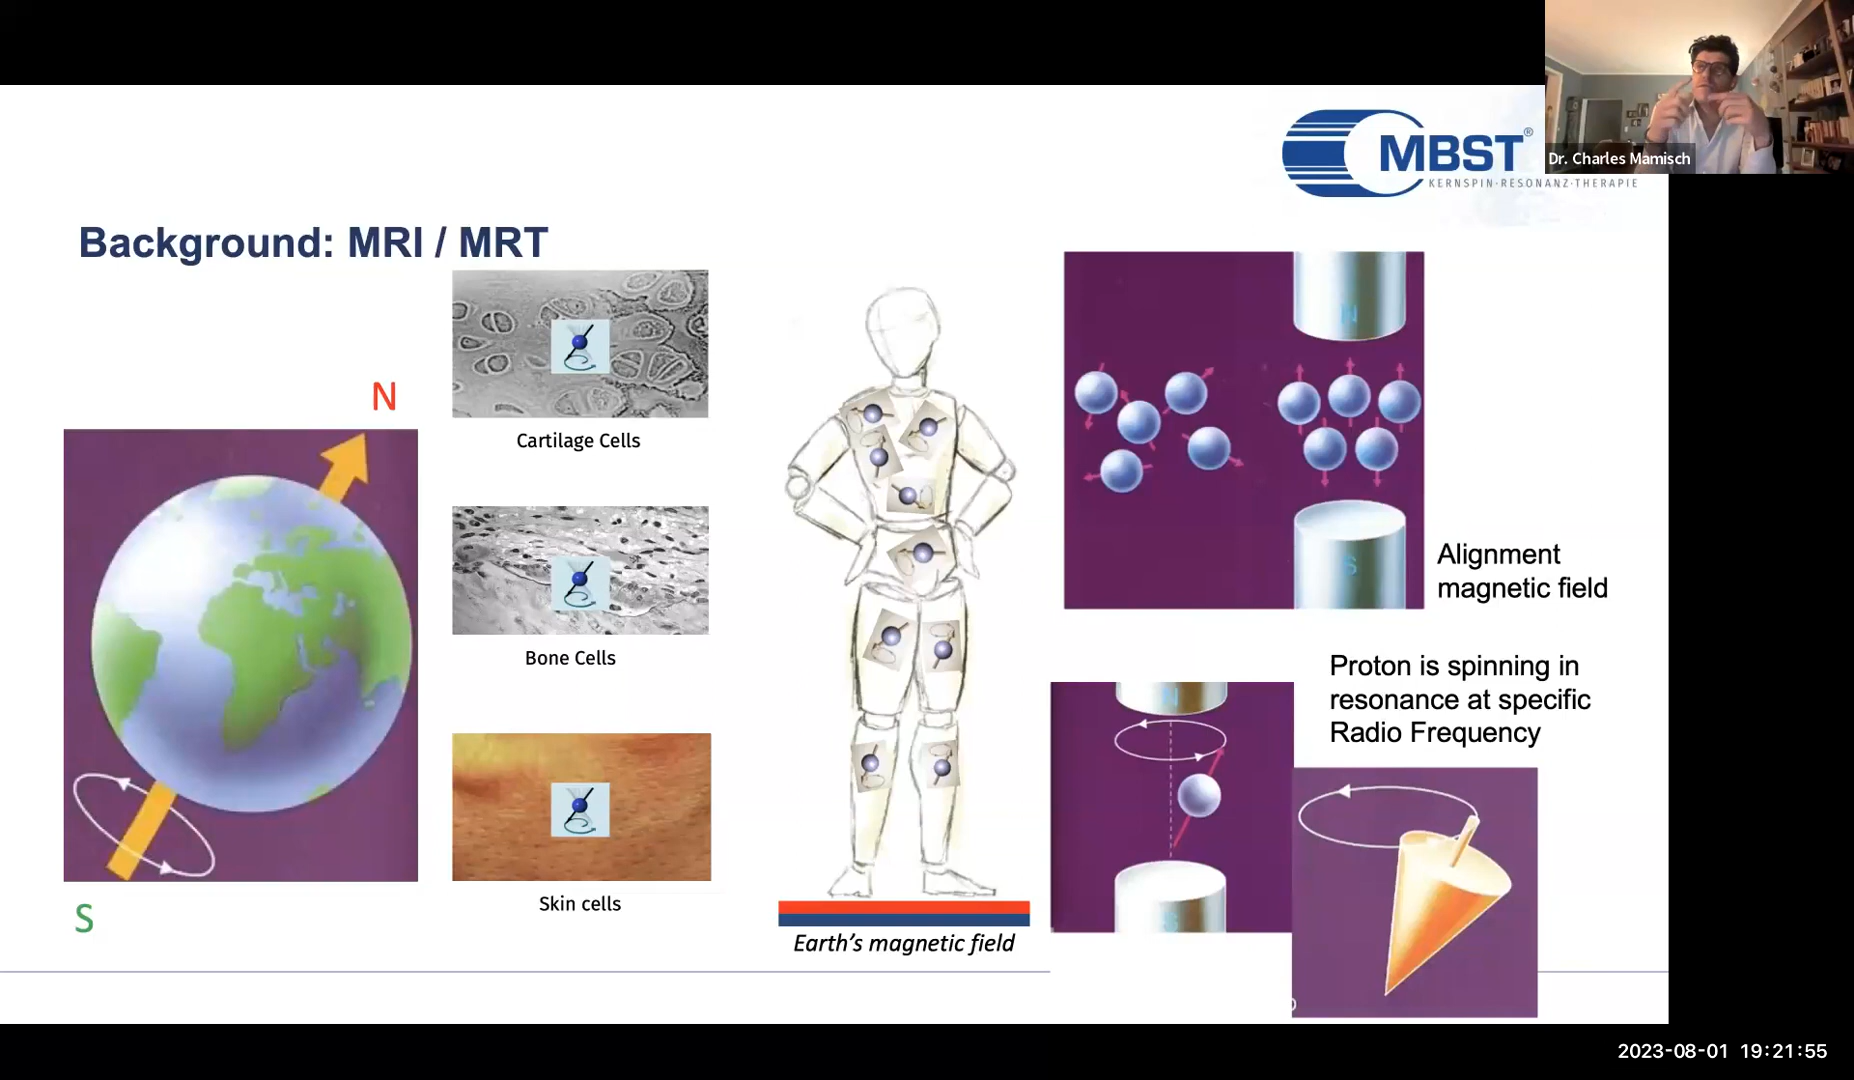 MBST®
KERNSPIN·RESONANZ·THERAPIE
Dr. Charles Mamisch
Background: MRI / MRT
N
S
Cartilage Cells
Bone Cells
Skin cells
Earth's magnetic field
N
S
Alignment
magnetic field
Proton is spinning in
resonance at specific
Radio Frequency
N
S
2023-08-01 19:21:55